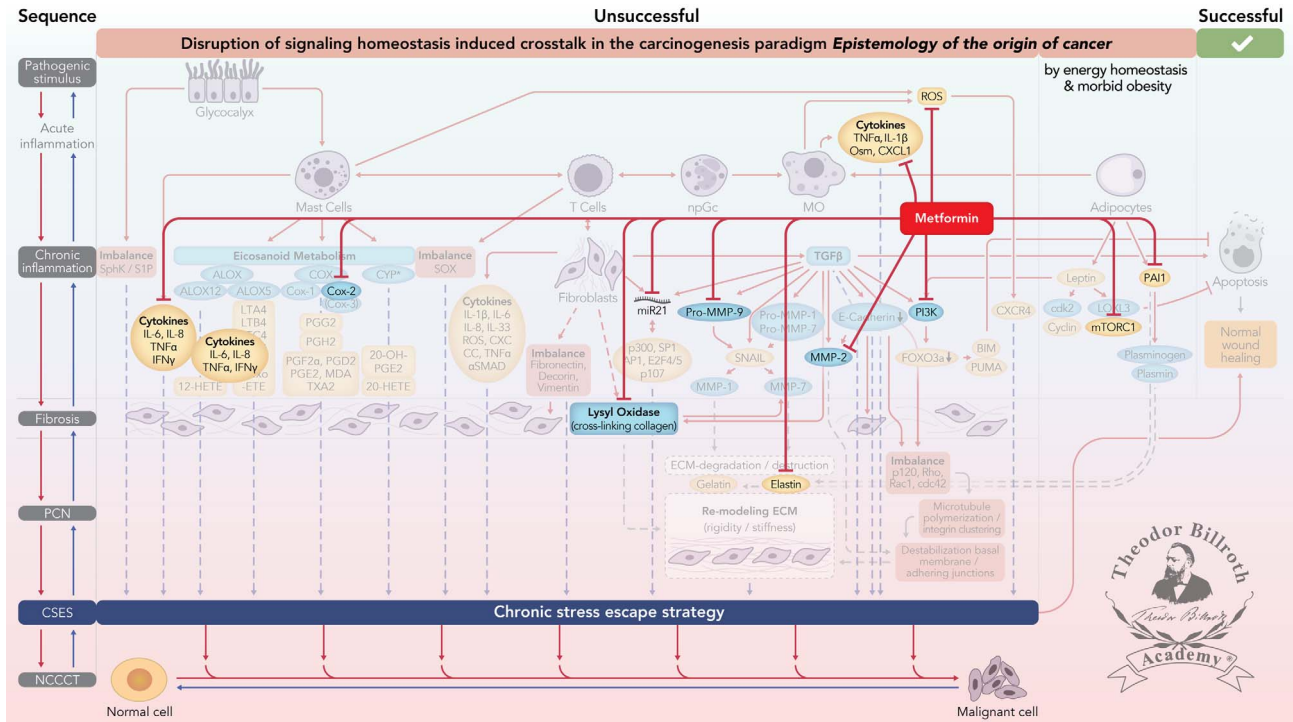 Sequence
Unsuccessful
Successful
Disruption of signaling homeostasis induced crosstalk in the carcinogenesis paradigm Epistemology of the origin of cancer
Pathogenic
stimulus
Acute
inflammation
Chronic
inflammation
Fibrosis
PCN
CSES
NCCCT
by energy homeostasis
& morbid obesity
Glycocalyx
ROS
Cytokines
TNFα, IL-1β
Osm, CXCL1
Mast Cells
T Cells
npGc
MO
Metformin
Adipocytes
Imbalance
SphK / S1P
Eicosanoid Metabolism
ALOX
COX
CYP*
ALOX12
ALOX5
Cox-1
Cox-2
(Cox-3)
Imbalance
SOX
Fibroblasts
TGFβ
Leptin
PAI1
Apoptosis
Cytokines
IL-6, IL-8
TNFα
IFNγ
LTA4
LTB4
Cytokines
IL-6, IL-8
TNFα, IFNγ
12-HETE
-ETE
PGG2
PGH2
PGF2α, PGD2
PGE2, MDA
TXA2
20-OH-
PGE2
20-HETE
Cytokines
IL-1β, IL-6
IL-8, IL-33
ROS, CXC
CC, TNFα
αSMAD
Imbalance
Fibronectin,
Decorin,
Vimentin
miR21
p300, SP1
AP1, E2F4/5
p107
Pro-MMP-9
Pro-MMP-1
Pro-MMP-7
E-Cadherin
PI3K
CXCR4
cdk2
LOXL3
Cyclin
mTORC1
SNAIL
MMP-2
FOXO3a
BIM
PUMA
MMP-1
MMP-7
Plasminogen
Plasmin
Normal
wound
healing
Lysyl Oxidase
(cross-linking collagen)
ECM-degradation / destruction
Gelatin
Elastin
Imbalance
p120, Rho,
Rac1, cdc42
Re-modeling ECM
(rigidity / stiffness)
Microtubule
polymerization /
integrin clustering
Destabilization basal
membrane /
adhering junctions
Chronic stress escape strategy
Normal cell
Malignant cell
Theodor Billroth
Theodor Billroth
Academy®